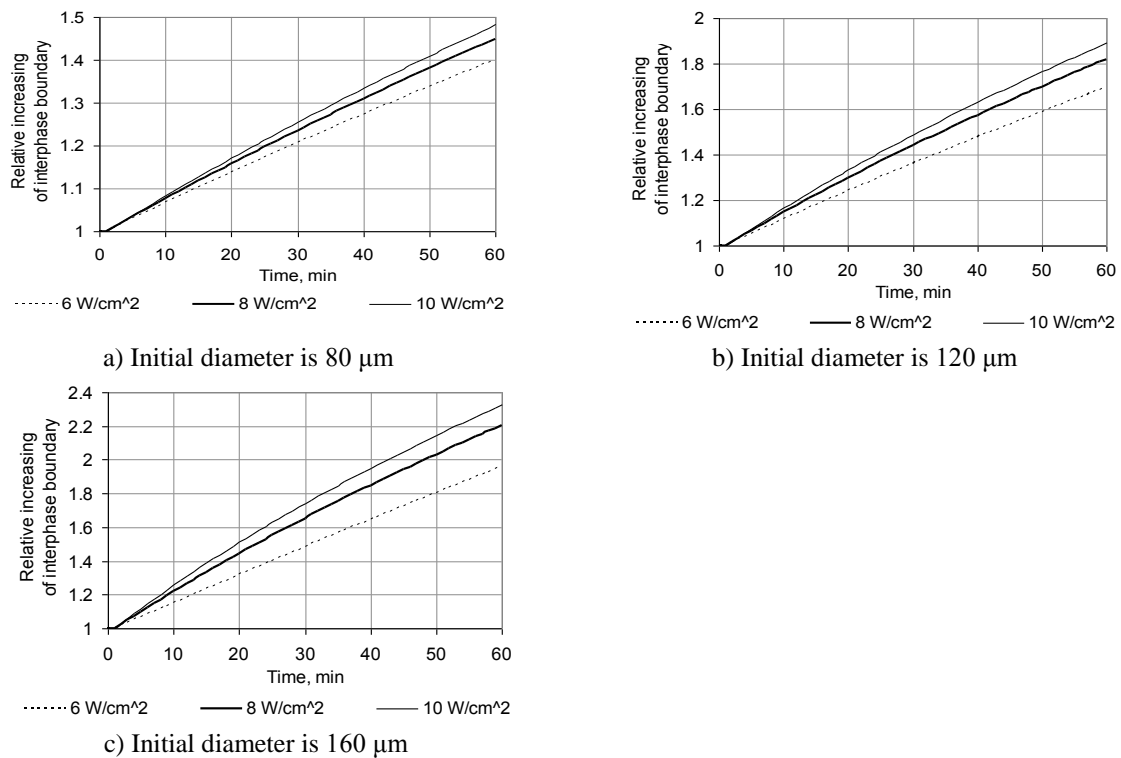 Relative increasing
of interphase boundary
1.5
1.4
1.3
1.2
1.1
1
0 10 20 30 40 50 60
Time, min
6 W/cm^2 8 W/cm^2 10 W/cm^2
a) Initial diameter is 80 μm
Relative increasing
of interphase boundary
2
1.8
1.6
1.4
1.2
1
0 10 20 30 40 50 60
Time, min
6 W/cm^2 8 W/cm^2 10 W/cm^2
b) Initial diameter is 120 μm
Relative increasing
of interphase boundary
2.4
2.2
2
1.8
1.6
1.4
1.2
1
0 10 20 30 40 50 60
Time, min
6 W/cm^2 8 W/cm^2 10 W/cm^2
c) Initial diameter is 160 μm